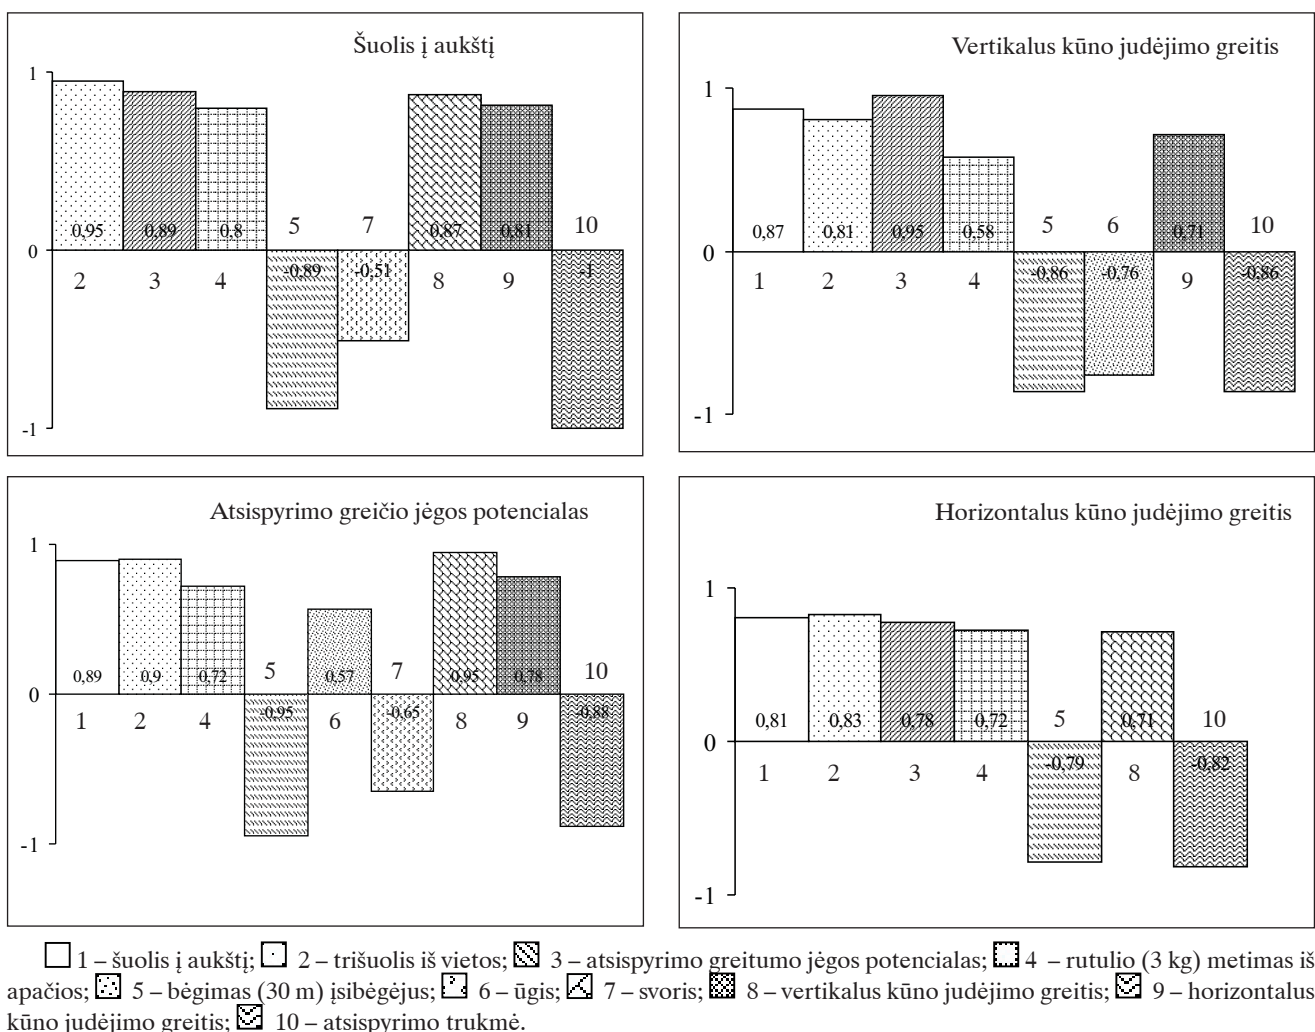 Šuolis į aukštį
1
0
-1
0,95 0,89 0,8 5 7 0,87 0,81 10
2 3 4 -0,89 -0,51 8 9 -1
Vertikalus kūno judėjimo greitis
1
0
-1
0,87 0,81 0,95 0,58 5 6 0,71 10
1 2 3 4 -0,86 -0,76 9 -0,86
Atsispyrimo greičio jėgos potencialas
1
0
-1
0,89 0,9 0,72 5 0,57 7 0,95 0,78 10
1 2 4 -0,95 6 -0,65 8 9 -0,88
Horizontalus kūno judėjimo greitis
1
0
-1
0,81 0,83 0,78 0,72 5 0,71 10
1 2 3 4 -0,79 8 -0,82
1 – šuolis į aukštį; 2 – trišuolis iš vietos; 3 – atsispyrimo greitumo jėgos potencialas; 4 – rutulio (3 kg) metimas iš
apačios; 5 – bėgimas (30 m) įsibėgėjus; 6 – ūgis; 7 – svoris; 8 – vertikalus kūno judėjimo greitis; 9 – horizontalus
kūno judėjimo greitis; 10 – atsispyrimo trukmė.